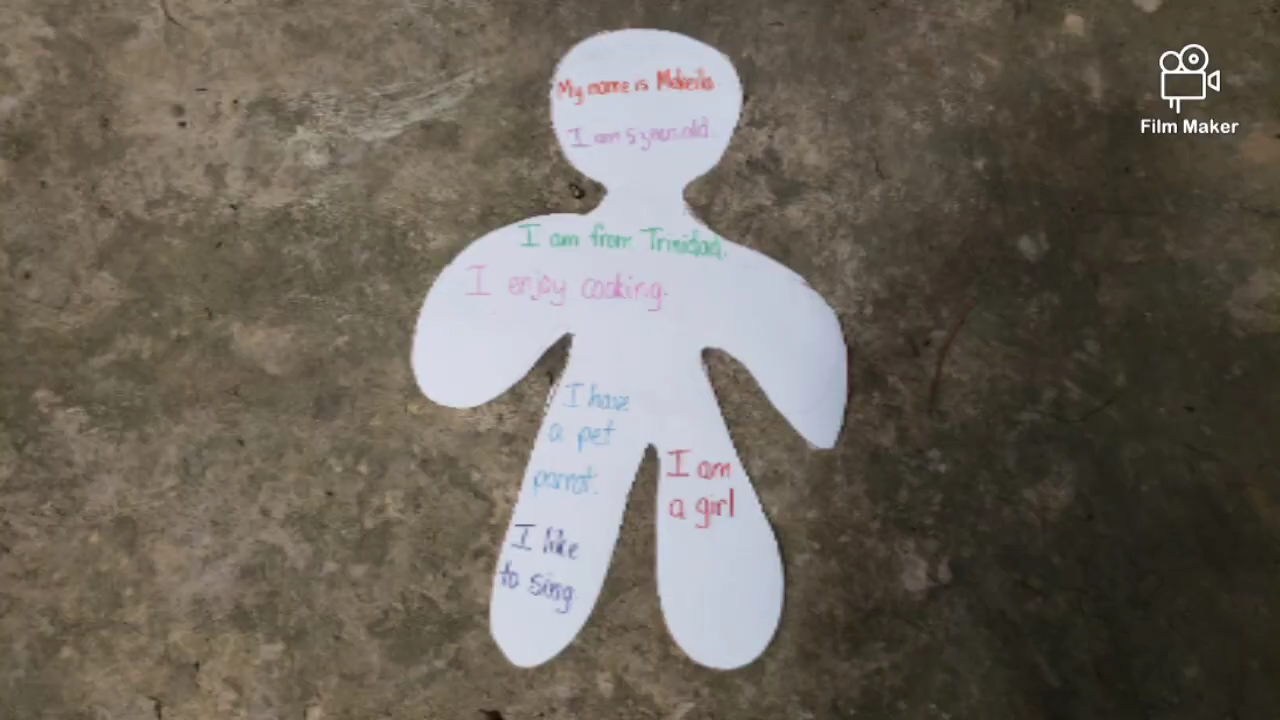 My name is Makeila
I am 5 years old.
I am from Trinidad.
I enjoy cooking.
I have
a pet
parrot.
I like
to sing.
I am
a girl
Film Maker